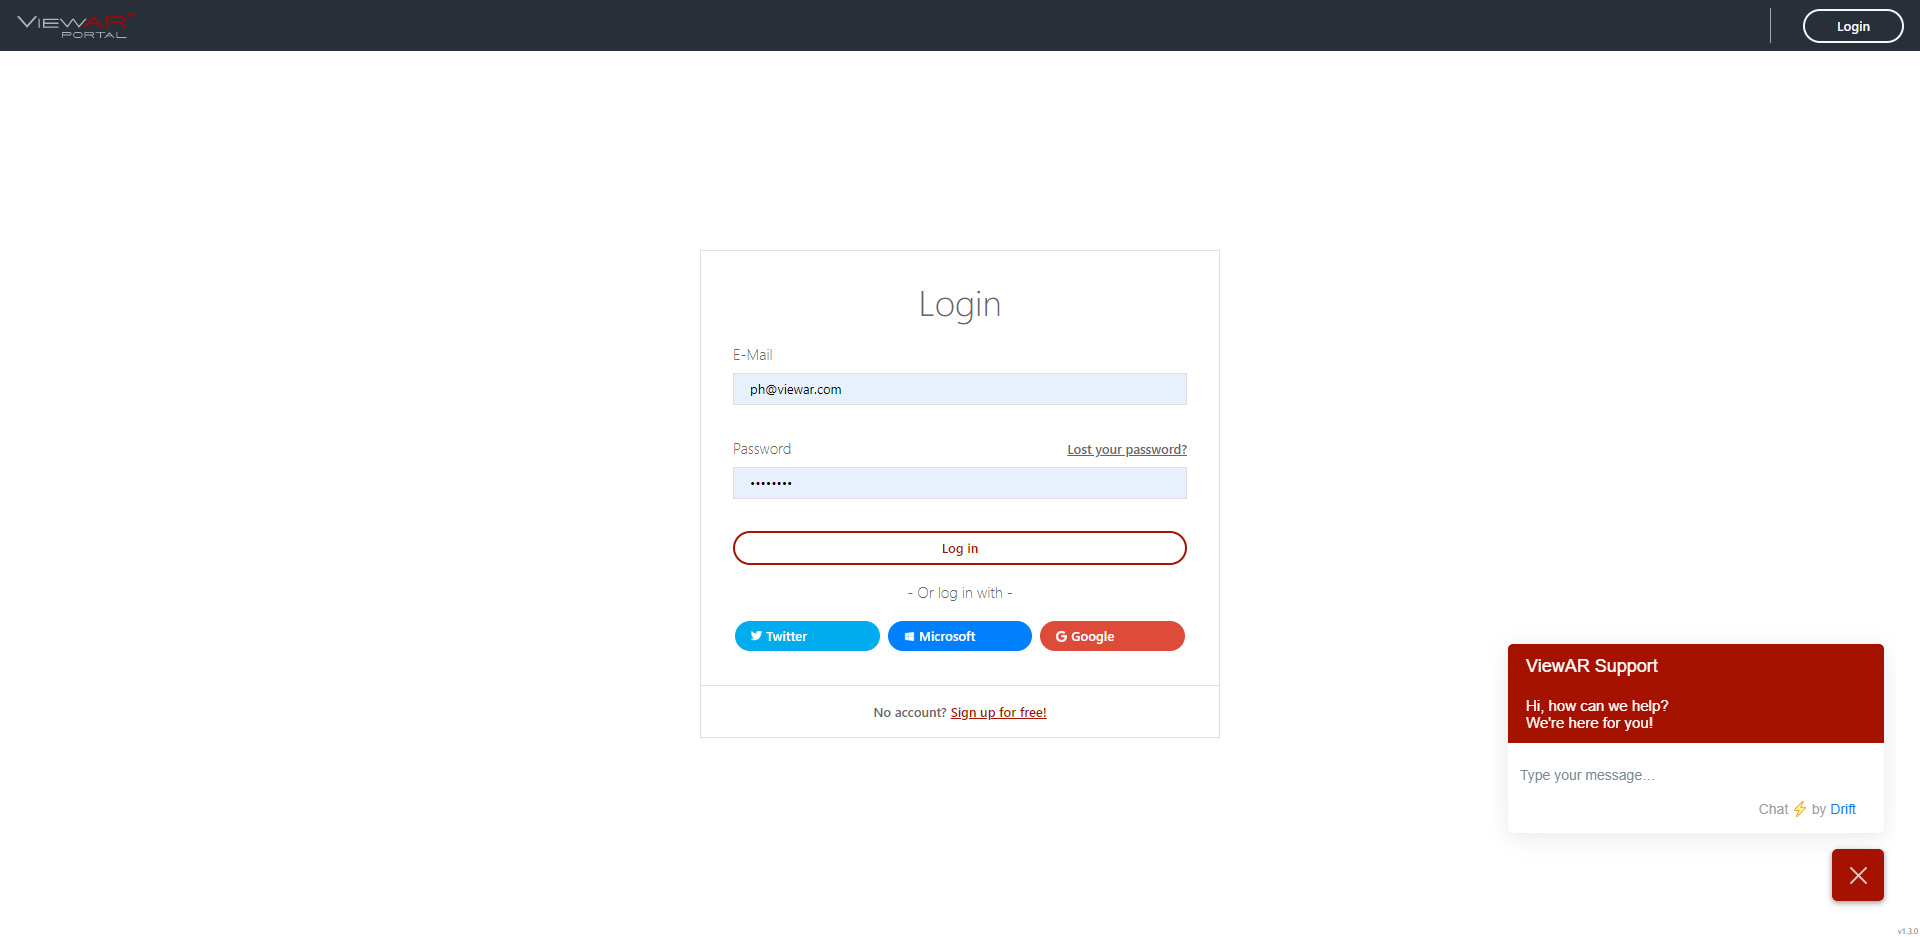 VIEWAR
PORTAL
Login
Login
E-Mail
ph@viewar.com
Password
Lost your password?
••••••••
Log in
- Or log in with -
Twitter
Microsoft
Google
No account? Sign up for free!
ViewAR Support
Hi, how can we help?
We're here for you!
Type your message...
Chat ⚡ by Drift
v1.3.0